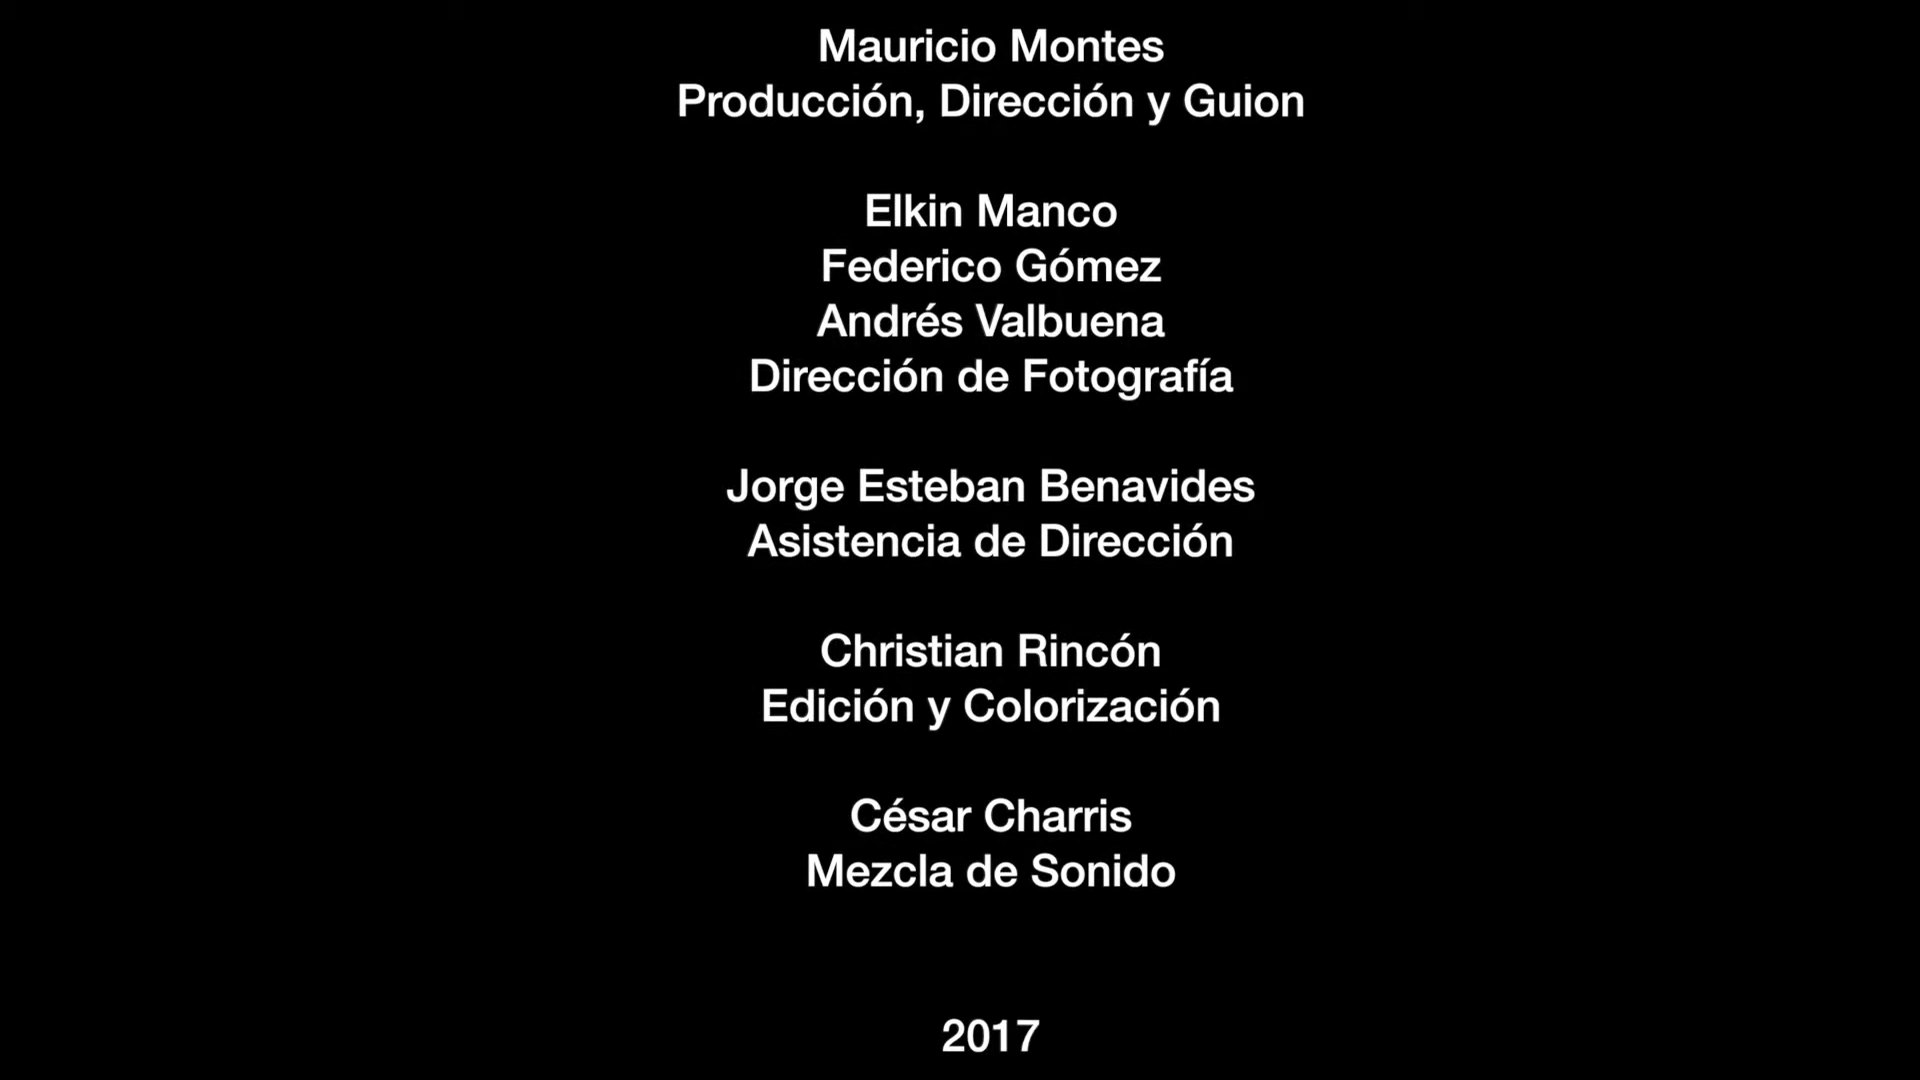 Mauricio Montes
Producción, Dirección y Guion
Elkin Manco
Federico Gómez
Andrés Valbuena
Dirección de Fotografía
Jorge Esteban Benavides
Asistencia de Dirección
Christian Rincón
Edición y Colorización
César Charris
Mezcla de Sonido
2017